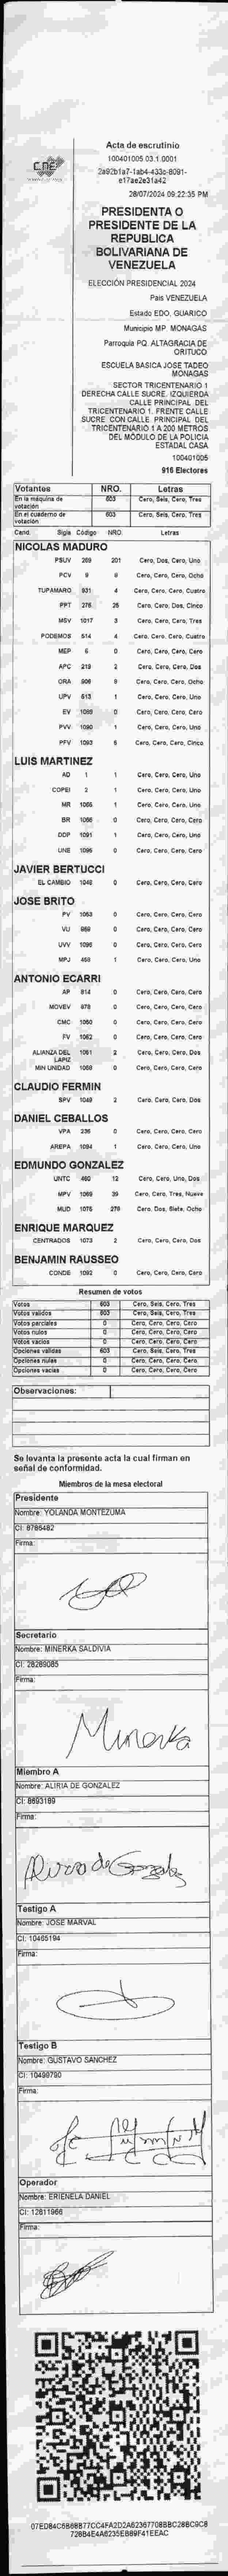 CNE
Acta de escrutinio
100401005 03.1.0001
2a92b1a7-1ab4-433c-8091-
e17ae2e31a42
28/07/2024 09:22:35 PM
PRESIDENTA O
PRESIDENTE DE LA
REPUBLICA
BOLIVARIANA DE
VENEZUELA
ELECCIÓN PRESIDENCIAL 2024
Pais VENEZUELA
Estado EDO. GUARICO
Municipio MP. MONAGAS
Parroquia PQ. ALTAGRACIA DE
ORITUCO
ESCUELA BASICA JOSE TADEO
MONAGAS
SECTOR TRICENTENARIO 1
DERECHA CALLE SUCRE. IZQUIERDA
CALLE PRINCIPAL DEL
TRICENTENARIO 1. FRENTE CALLE
SUCRE. CON CALLE. PRINCIPAL DEL
TRICENTENARIO 1 A 200 METROS
DEL MÓDULO DE LA POLICIA
ESTADAL CASA
100401005
916 Electores
Votantes NRO. Letras
En la máquina de votación 603 Cero, Seis, Cero, Tres
En el cuaderno de votación 603 Cero, Seis, Cero, Tres
Cand. Sigla Código NRO. Letras
NICOLAS MADURO
PSUV 209 201 Cero, Dos, Cero, Uno
PCV Cero, Cero, Cero, Ocho
TUPAMARO 931 4 Cero, Cero, Cero, Cuatro
PPT 276 25 Cero, Cero, Dos, Cinco
MSV 1017 3 Cero, Cero, Cero, Tres
PODEMOS 514 4 Cero, Cero, Cero, Cuatro
MEP 6 0 Cero, Cero, Cero, Cero
APC 213 2 Cero, Cero, Cero, Dos
ORA 906 8 Cero, Cero, Cero, Ocho
UPV 613 1 Cero, Cero, Cero, Uno
EV 1089 0 Cero, Cero, Cero, Cero
PVV 1090 1 Cero, Cero, Cero, Uno
PFV 1093 5 Cero, Cero, Cero, Cinco
LUIS MARTINEZ
AD 1 1 Cero, Cero, Cero, Uno
COPEI 2 1 Cero, Cero, Cero, Uno
MR 1065 1 Cero, Cero, Cero, Uno
BR 1066 0 Cero, Cero, Cero, Cero
DDP 1091 1 Cero, Cero, Cero, Uno
UNE 1096 0 Cero, Cero, Cero, Cero
JAVIER BERTUCCI
EL CAMBIO 1048 0 Cero, Cero, Cero, Cero
JOSE BRITO
PV 1053 0 Cero, Cero, Cero, Cero
VU 969 0 Cero, Cero, Cero, Cero
UVV 1098 0 Cero, Cero, Cero, Cero
MPJ 458 1 Cero, Cero, Cero, Uno
ANTONIO ECARRI
AP 814 0 Cero, Cero, Cero, Cero
MOVEV 878 0 Cero, Cero, Cero, Cero
CMC 1050 0 Cero, Cero, Cero, Cero
FV 1062 0 Cero, Cero, Cero, Cero
ALIANZA DEL LAPIZ 1061 2 Cero, Cero, Cero, Dos
MIN UNIDAD 1058 0 Cero, Cero, Cero, Cero
CLAUDIO FERMIN
SPV 1049 2 Cero, Cero, Cero, Dos
DANIEL CEBALLOS
VPA 236 0 Cero, Cero, Cero, Cero
AREPA 1094 1 Cero, Cero, Cero, Uno
EDMUNDO GONZALEZ
UNTC 460 12 Cero, Cero, Uno, Dos
MPV 1069 39 Cero, Cero, Tres, Nueve
MUD 1075 278 Cero, Dos, Siete, Ocho
ENRIQUE MARQUEZ
CENTRADOS 1073 2 Cero, Cero, Cero, Dos
BENJAMIN RAUSSEO
CONDE 1092 0 Cero, Cero, Cero, Cero
Resumen de votos
Votos 603 Cero, Seis, Cero, Tres
Votos validos 603 Cero, Seis, Cero, Tres
Votos parciales 0 Cero, Cero, Cero, Cero
Votos nulos 0 Cero, Cero, Cero, Cero
Votos vacios 0 Cero, Cero, Cero, Cero
Opciones validas 603 Cero, Seis, Cero, Tres
Opciones nulas 0 Cero, Cero, Cero, Cero
Opciones vacias 0 Cero, Cero, Cero, Cero
Observaciones:
Se levanta la presente acta la cual firman en
señal de conformidad.
Miembros de la mesa electoral
Presidente
Nombre: YOLANDA MONTEZUMA
CI: 8785482
Firma:
Secretario
Nombre: MINERKA SALDIVIA
CI: 28269085
Firma:
Minerka
Miembro A
Nombre: ALIRIA DE GONZALEZ
CI: 8693189
Firma:
Aliria de Gonzalez
Testigo A
Nombre: JOSE MARVAL
CI: 10465194
Firma:
Testigo B
Nombre: GUSTAVO SANCHEZ
CI: 10499790
Firma:
Operador
Nombre: ERIENELA DANIEL
CI: 12811966
Firma:
07ED84C5B6BB77CC4FA2D2A62367708BBC28BC9C8
728B4E4A6235EB89F41EEAC